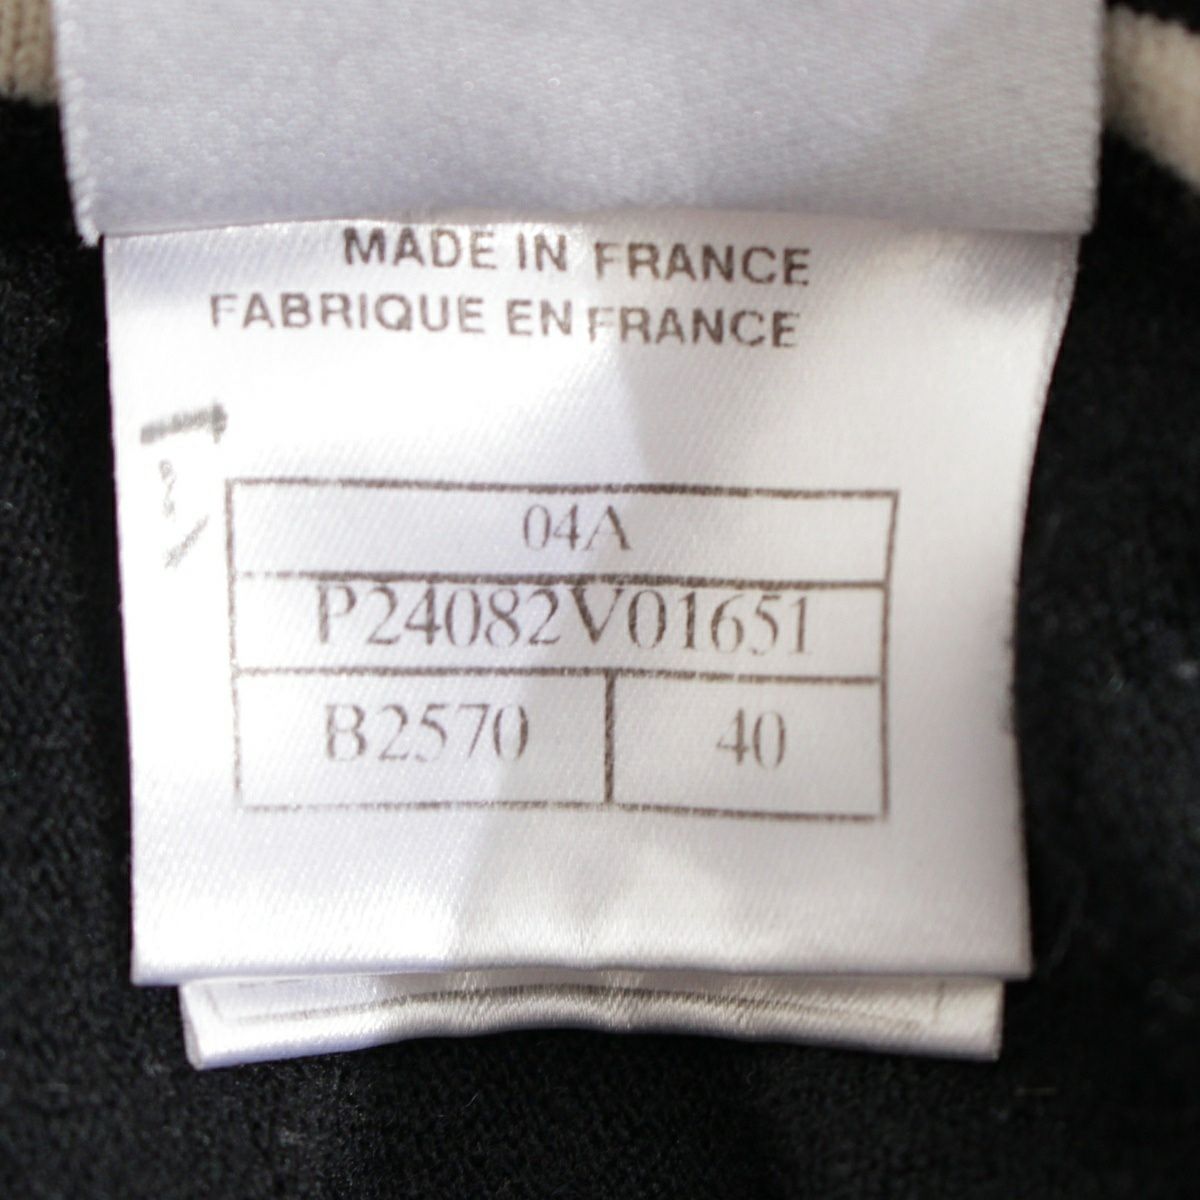 MADE IN FRANCE
FABRIQUE EN FRANCE
04A
P24082V01651
B2570 40